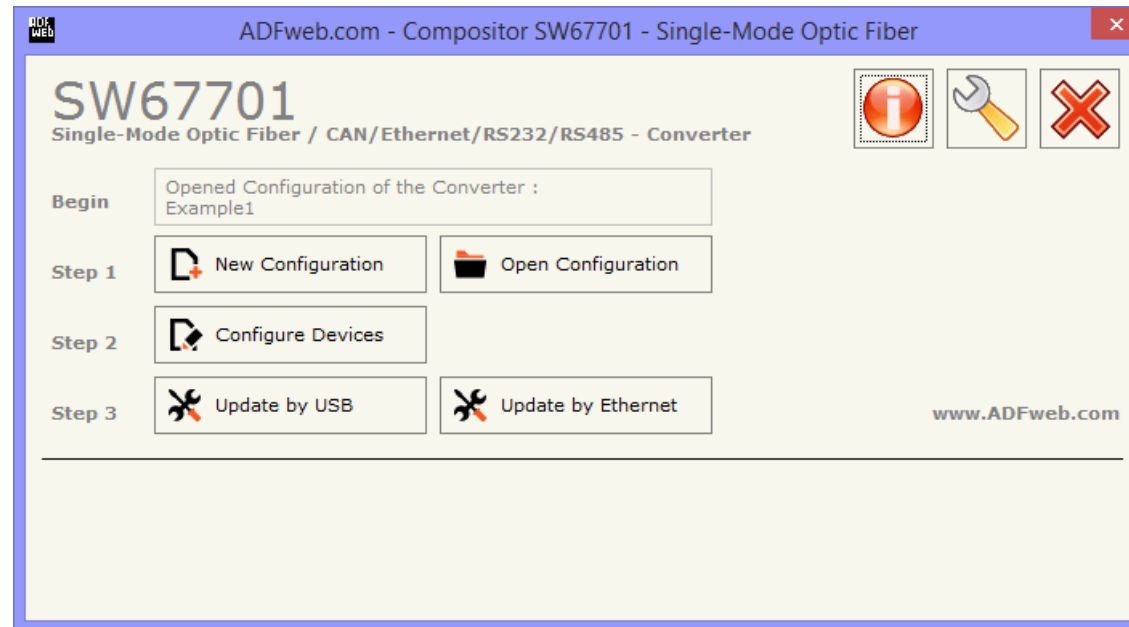 ADF
WEB
ADFweb.com - Compositor SW67701 - Single-Mode Optic Fiber
SW67701
Single-Mode Optic Fiber / CAN/Ethernet/RS232/RS485 - Converter
Begin
Opened Configuration of the Converter :
Example1
Step 1
New Configuration
Open Configuration
Step 2
Configure Devices
Step 3
Update by USB
Update by Ethernet
www.ADFweb.com